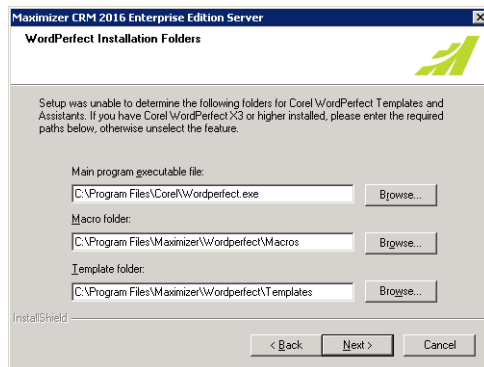 Maximizer CRM 2016 Enterprise Edition Server
WordPerfect Installation Folders
Setup was unable to determine the following folders for Corel WordPerfect Templates and
Assistants. If you have Corel WordPerfect X3 or higher installed, please enter the required
paths below, otherwise unselect the feature.
Main program executable file:
C:\Program Files\Corel\Wordperfect.exe
Browse...
Macro folder:
C:\Program Files\Maximizer\Wordperfect\Macros
Browse...
Template folder:
C:\Program Files\Maximizer\Wordperfect\Templates
Browse...
InstallShield
< Back
Next >
Cancel